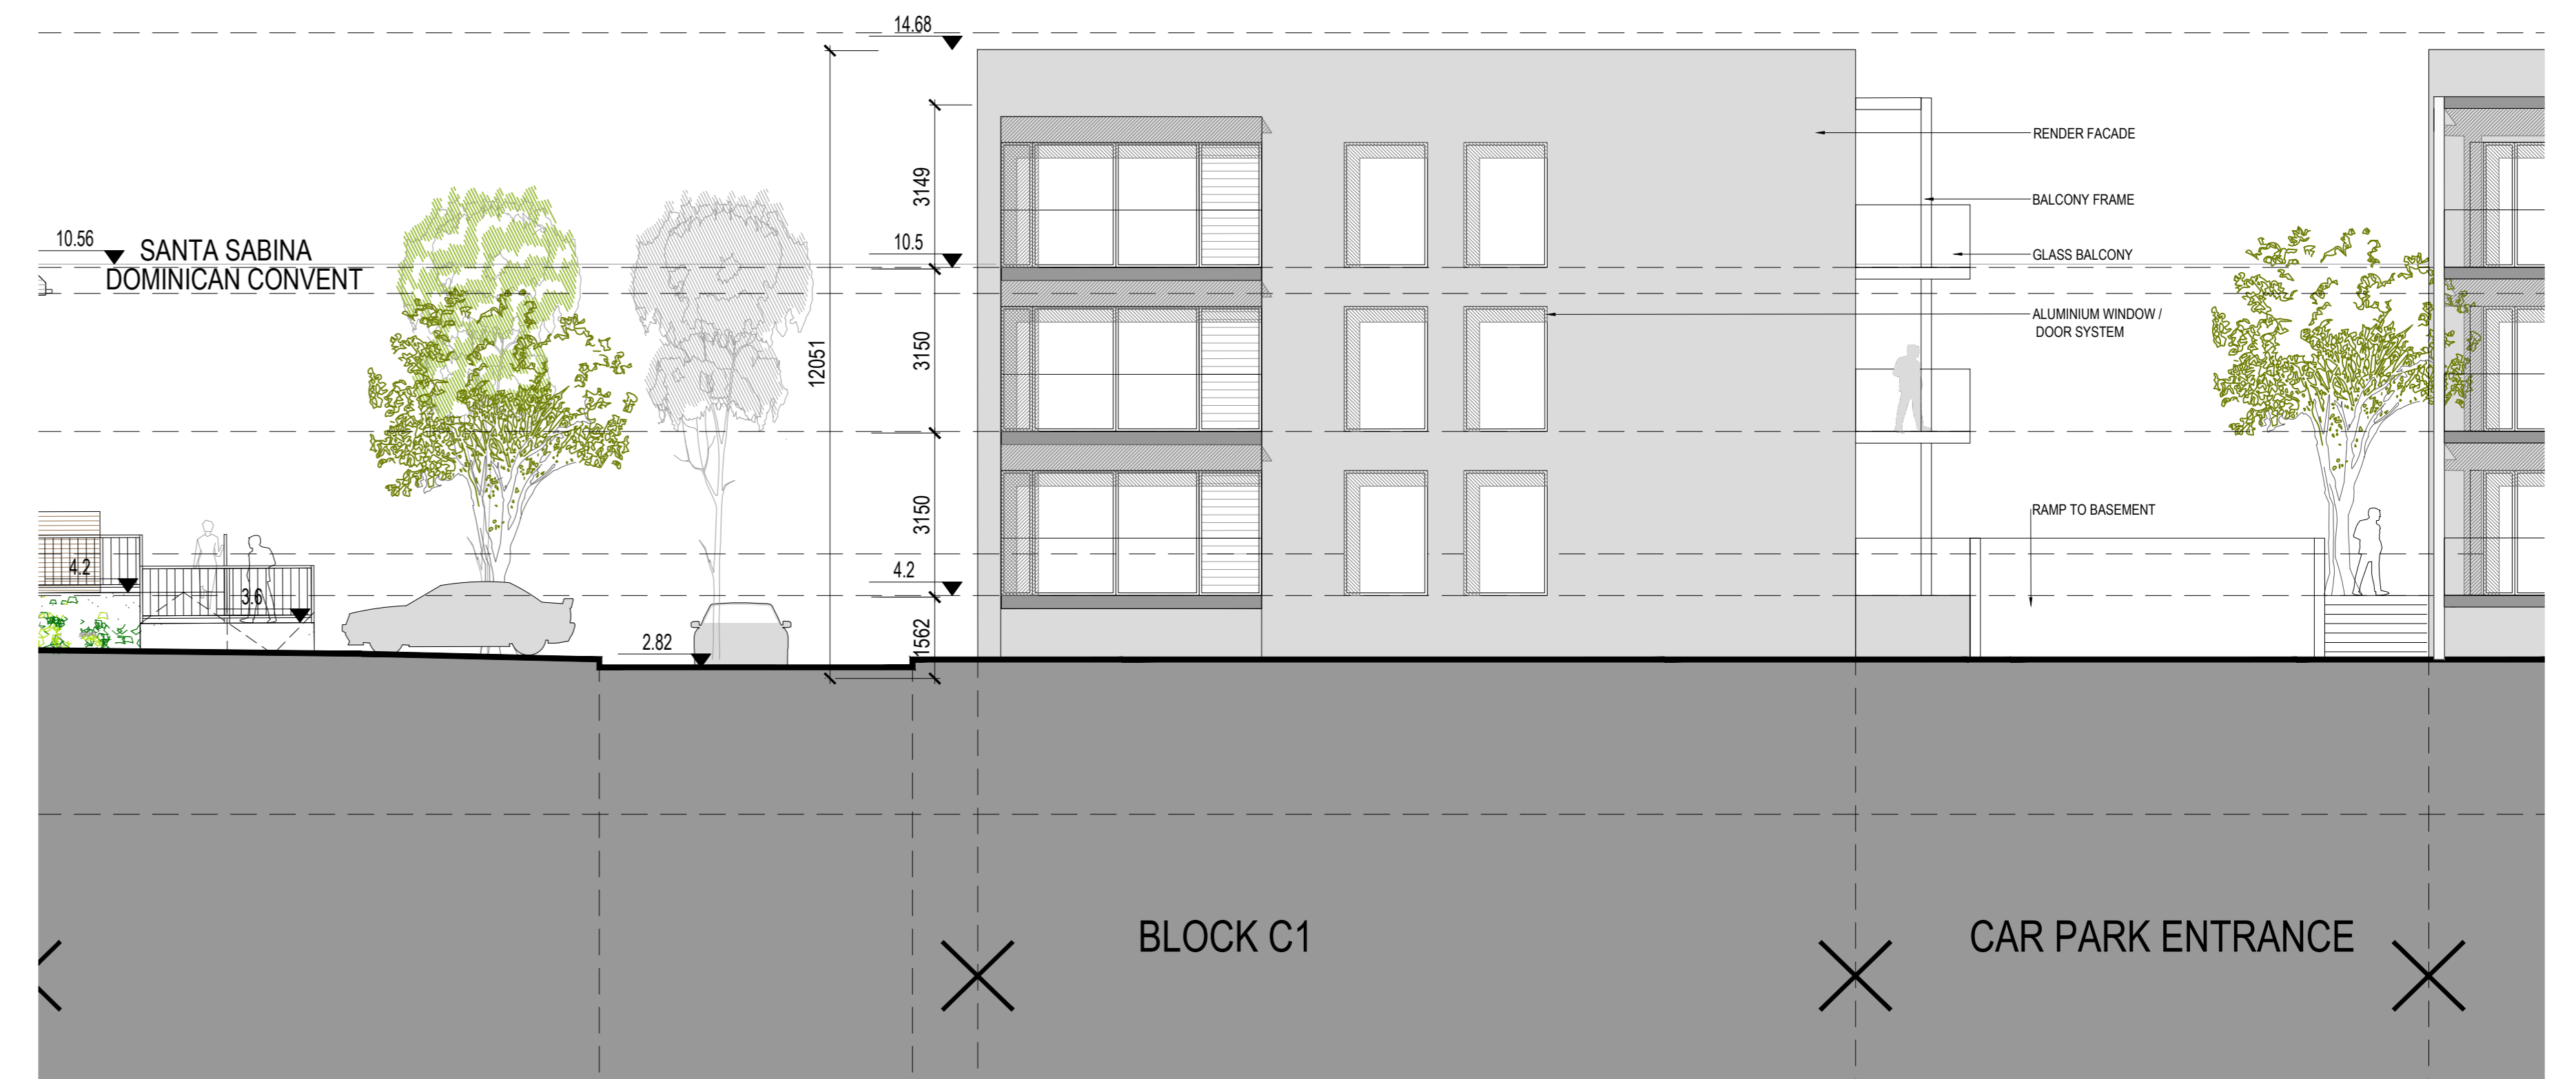 14.68
RENDER FACADE
3149
BALCONY FRAME
10.56
SANTA SABINA
DOMINICAN CONVENT
10.5
GLASS BALCONY
ALUMINIUM WINDOW /
DOOR SYSTEM
12051
3150
3150
RAMP TO BASEMENT
4.2
4.2
3.6
2.82
1562
BLOCK C1
CAR PARK ENTRANCE